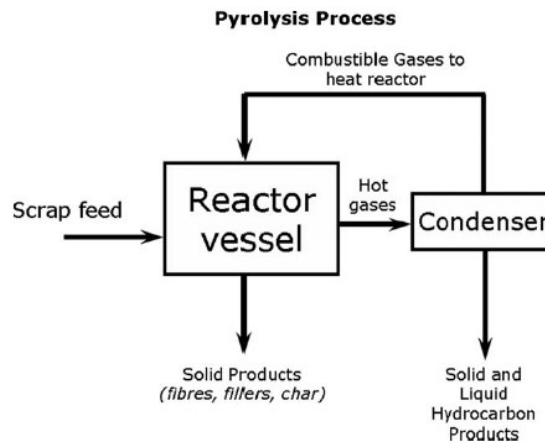 Pyrolysis Process
Combustible Gases to
heat reactor
Scrap feed
Reactor
vessel
Hot
gases
Condenser
Solid Products
(fibres, fillers, char)
Solid and
Liquid
Hydrocarbon
Products